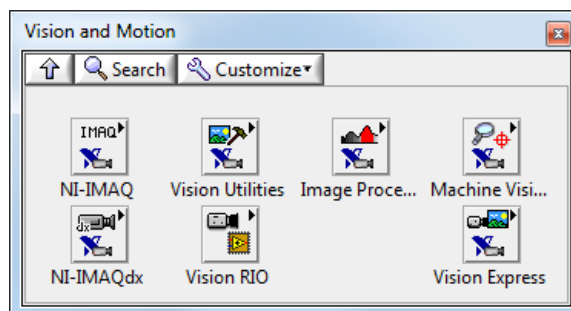 Vision and Motion
Search Customize
IMAQ
NI-IMAQ Vision Utilities Image Proce... Machine Visi...
dx
NI-IMAQdx Vision RIO Vision Express